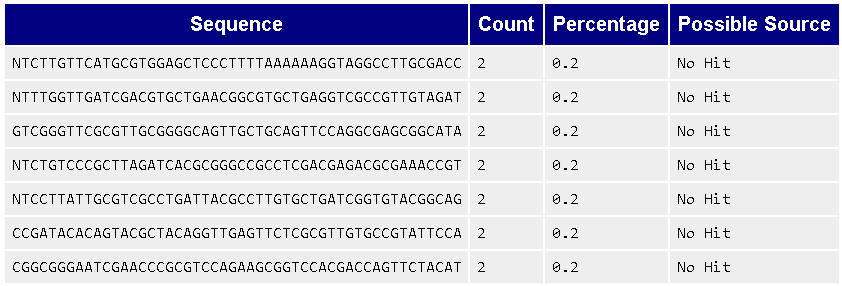 Sequence Count Percentage Possible Source
NTCTTGTTCATGCGTGGAGCTCCCTTTTAAAAAAGGTAGGCCTTGCGACC 2 0.2 No Hit
NTTTGGTTGATCGACGTGCTGAACGGCGTGCTGAGGTCGCCGTTGTAGAT 2 0.2 No Hit
GTCGGGTTCGCGTTGCGGGGCAGTTGCTGCAGTTCCAGGCGAGCGGCATA 2 0.2 No Hit
NTCTGTCCCGCTTAGATCACGCGGGCCGCCTCGACGAGACGCGAAACCGT 2 0.2 No Hit
NTCCTTATTGCGTCGCCTGATTACGCCTTGTGCTGATCGGTGTACGGCAG 2 0.2 No Hit
CCGATACACAGTACGCTACAGGTTGAGTTCTCGCGTTGTGCCGTATTCCA 2 0.2 No Hit
CGGCGGGAATCGAACCCGCGTCCAGAAGCGGTCCACGACCAGTTCTACAT 2 0.2 No Hit